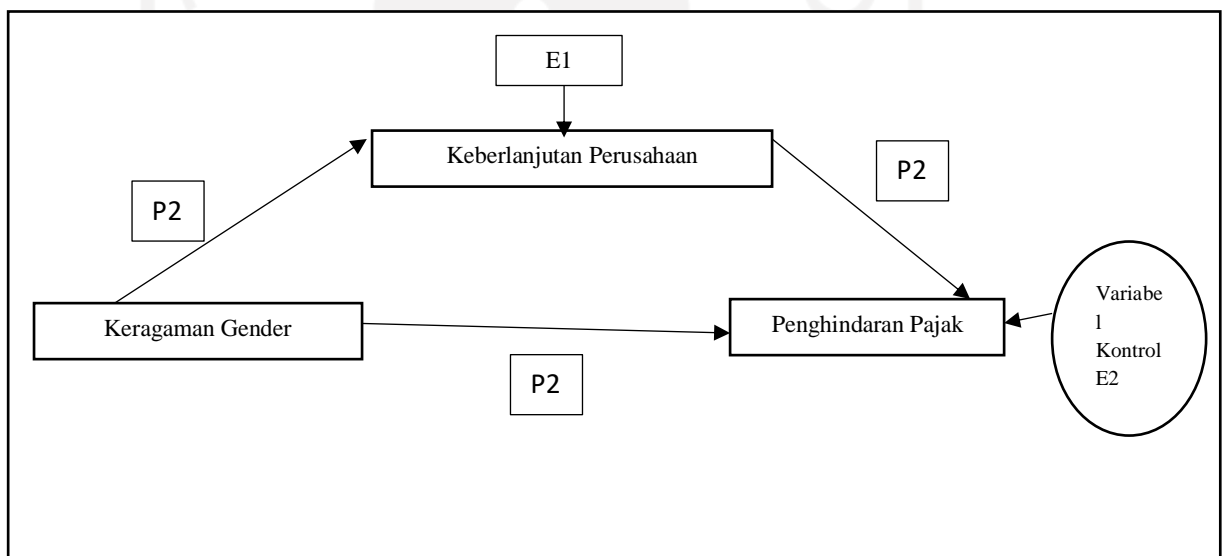 E1
Keberlanjutan Perusahaan
P2
P2
Keragaman Gender
Penghindaran Pajak
P2
Variabe
l
Kontrol
E2